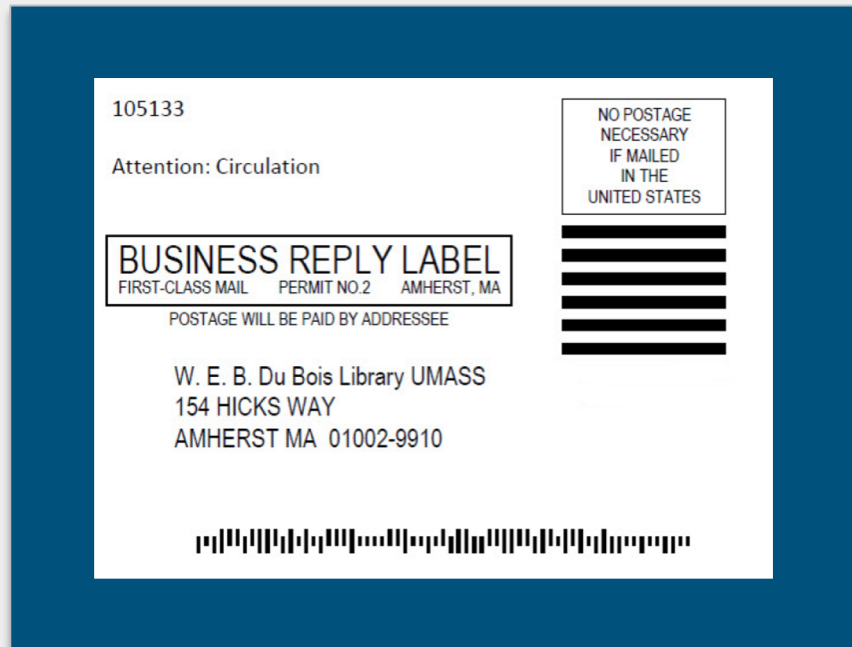 105133
Attention: Circulation
NO POSTAGE
NECESSARY
IF MAILED
IN THE
UNITED STATES
BUSINESS REPLY LABEL
FIRST-CLASS MAIL PERMIT NO.2 AMHERST, MA
POSTAGE WILL BE PAID BY ADDRESSEE
W. E. B. Du Bois Library UMASS
154 HICKS WAY
AMHERST MA 01002-9910